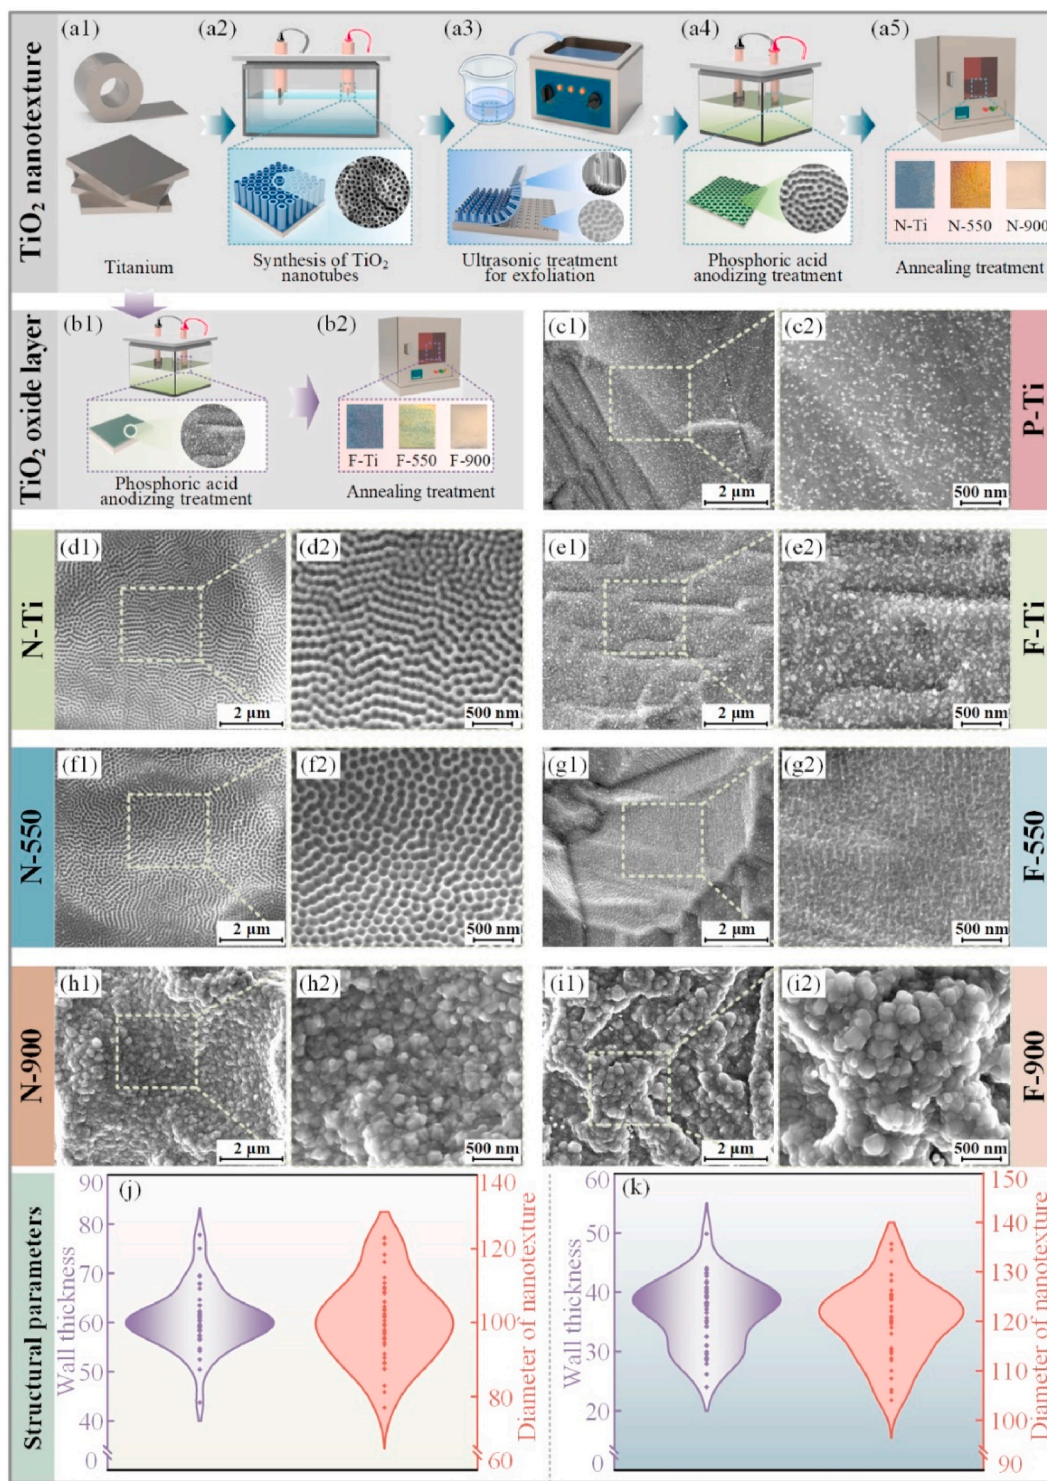 TiO2 nanotexture
(a1)
(a2)
(a3)
(a4)
(a5)
N-Ti N-550 N-900
Titanium
Synthesis of TiO2
nanotubes
Ultrasonic treatment
for exfoliation
Phosphoric acid
anodizing treatment
Annealing treatment
TiO2 oxide layer
(b1)
(b2)
F-Ti F-550 F-900
Phosphoric acid
anodizing treatment
Annealing treatment
(c1)
2 µm
(c2)
500 nm
P-Ti
N-Ti
(d1)
2 µm
(d2)
500 nm
(e1)
2 µm
(e2)
500 nm
F-Ti
N-550
(f1)
2 µm
(f2)
500 nm
(g1)
2 µm
(g2)
500 nm
F-550
N-900
(h1)
2 µm
(h2)
500 nm
(i1)
2 µm
(i2)
500 nm
F-900
Structural parameters
(j)
Wall thickness
90
80
70
60
50
40
0
Diameter of nanotexture
140
120
100
80
60
(k)
Wall thickness
60
50
40
30
20
0
Diameter of nanotexture
150
140
130
120
110
100
90